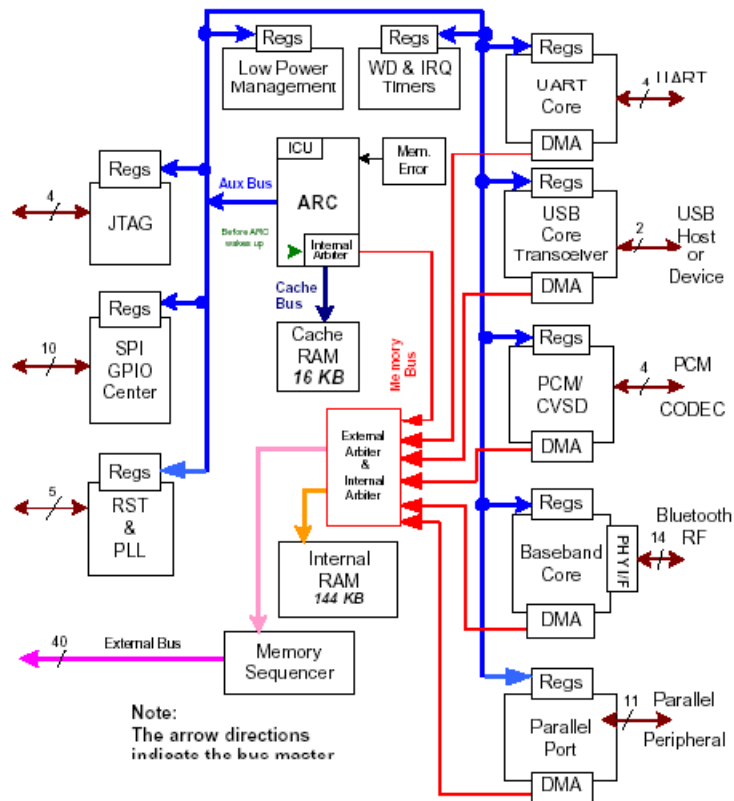 Regs
Low Power
Management
Regs
WD & IRQ
Timers
Regs
UART
Core
DMA
4
UART
ICU
ARC
Internal
Arbiter
Mem.
Error
Aux Bus
Before ARC
wakes up
Cache
Bus
Cache
RAM
16 KB
Memory
Bus
Regs
JTAG
4
Regs
SPI
GPIO
Center
10
Regs
RST
&
PLL
5
Regs
USB
Core
Transceiver
DMA
2
USB
Host
or
Device
Regs
PCM/
CVSD
DMA
4
PCM
CODEC
External
Arbiter
&
Internal
Arbiter
Internal
RAM
144 KB
Regs
Baseband
Core
PHY I/F
DMA
14
Bluetooth
RF
40
External Bus
Memory
Sequencer
Regs
Parallel
Port
DMA
11
Parallel
Peripheral
Note:
The arrow directions
indicate the bus master